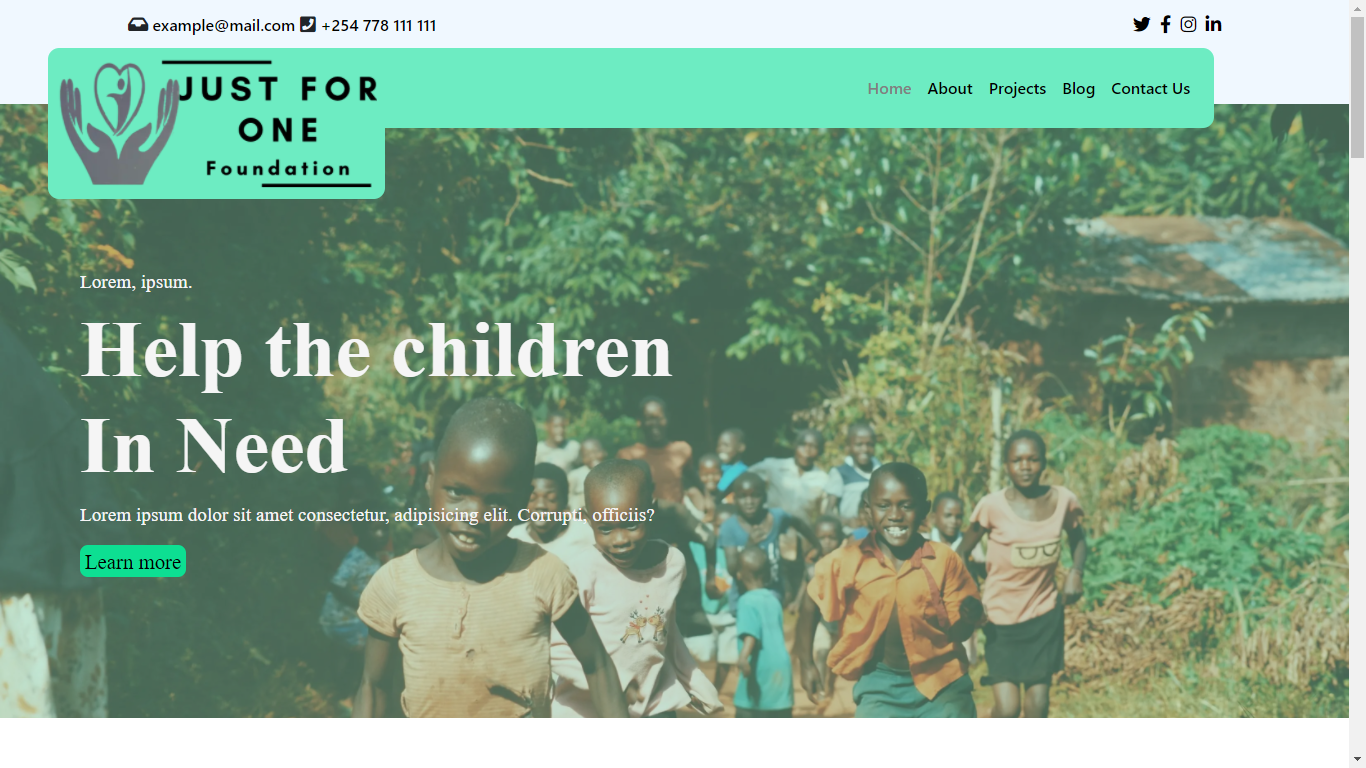 example@mail.com +254 778 111 111
JUST FOR
ONE
Foundation
Home About Projects Blog Contact Us
Lorem, ipsum.
Help the children
In Need
Lorem ipsum dolor sit amet consectetur, adipisicing elit. Corrupti, officiis?
Learn more